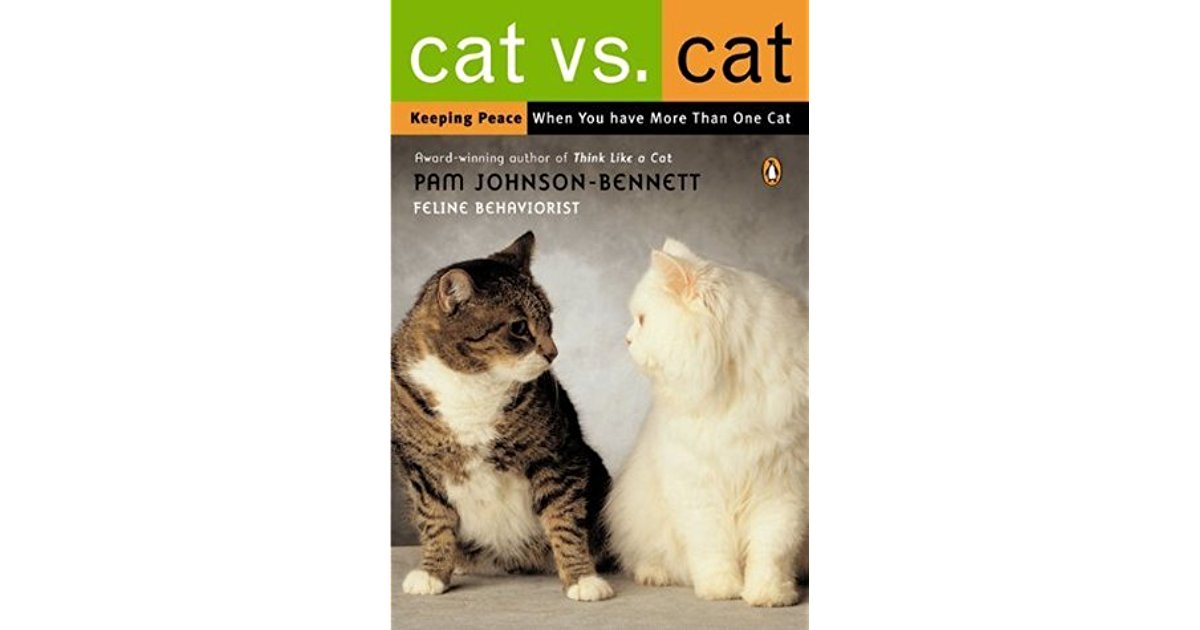 cat vs. cat
Keeping Peace When You have More Than One Cat
Award-winning author of Think Like a Cat
PAM JOHNSON-BENNETT
FELINE BEHAVIORIST